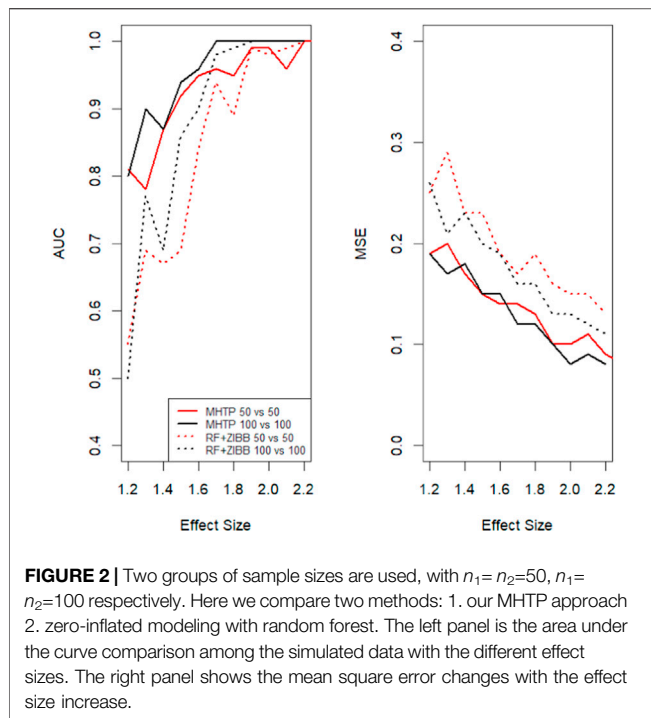 1.0
0.9
0.8
0.7
0.6
0.5
0.4
AUC
1.2 1.4 1.6 1.8 2.0 2.2
Effect Size
MHTP 50 vs 50
MHTP 100 vs 100
RF+ZIBB 50 vs 50
RF+ZIBB 100 vs 100
0.4
0.3
0.2
0.1
0.0
MSE
1.2 1.4 1.6 1.8 2.0 2.2
Effect Size
FIGURE 2 | Two groups of sample sizes are used, with n₁= n₂=50, n₁=
n₂=100 respectively. Here we compare two methods: 1. our MHTP approach
2. zero-inflated modeling with random forest. The left panel is the area under
the curve comparison among the simulated data with the different effect
sizes. The right panel shows the mean square error changes with the effect
size increase.